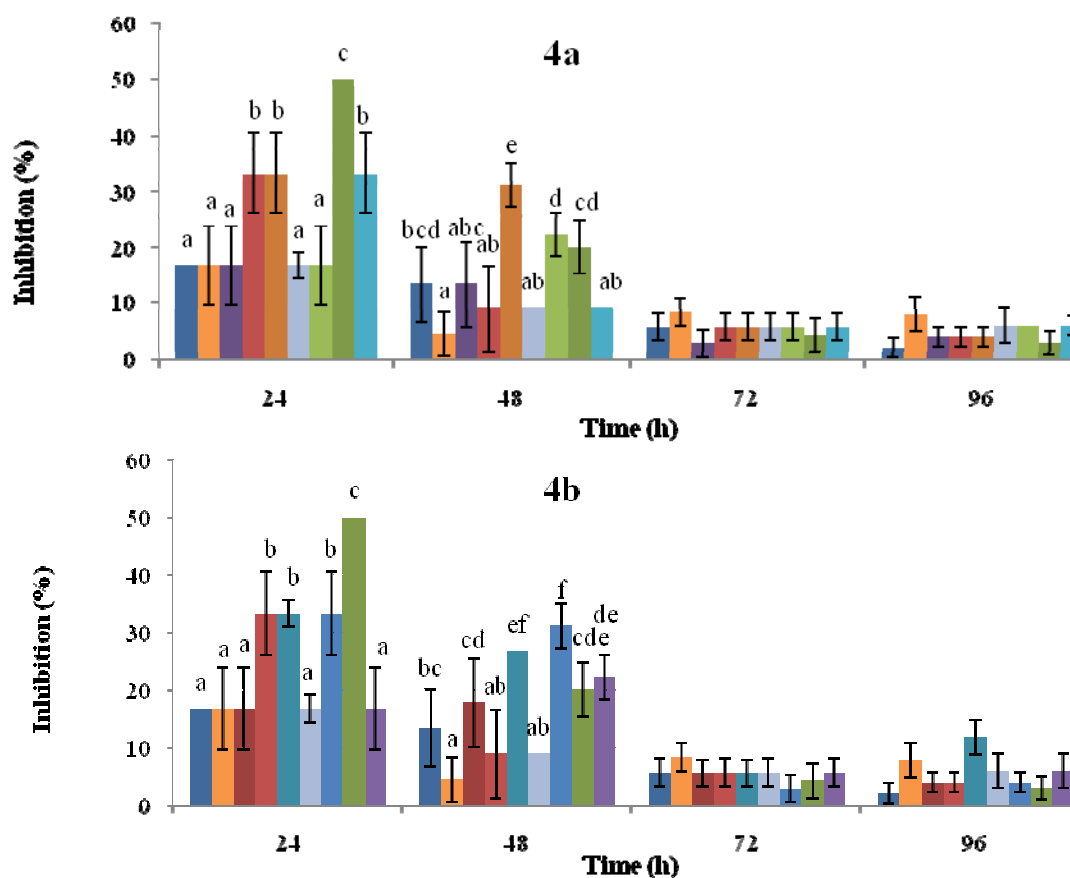 4a
Inhibition (%)
60
50
40
30
20
10
0
a a a b b a a c b
bcd a abc ab e ab d cd ab
24 48 72 96
Time (h)
4b
Inhibition (%)
60
50
40
30
20
10
0
a a a b b a b c a
bc a cd ab ef ab f cde de
24 48 72 96
Time (h)